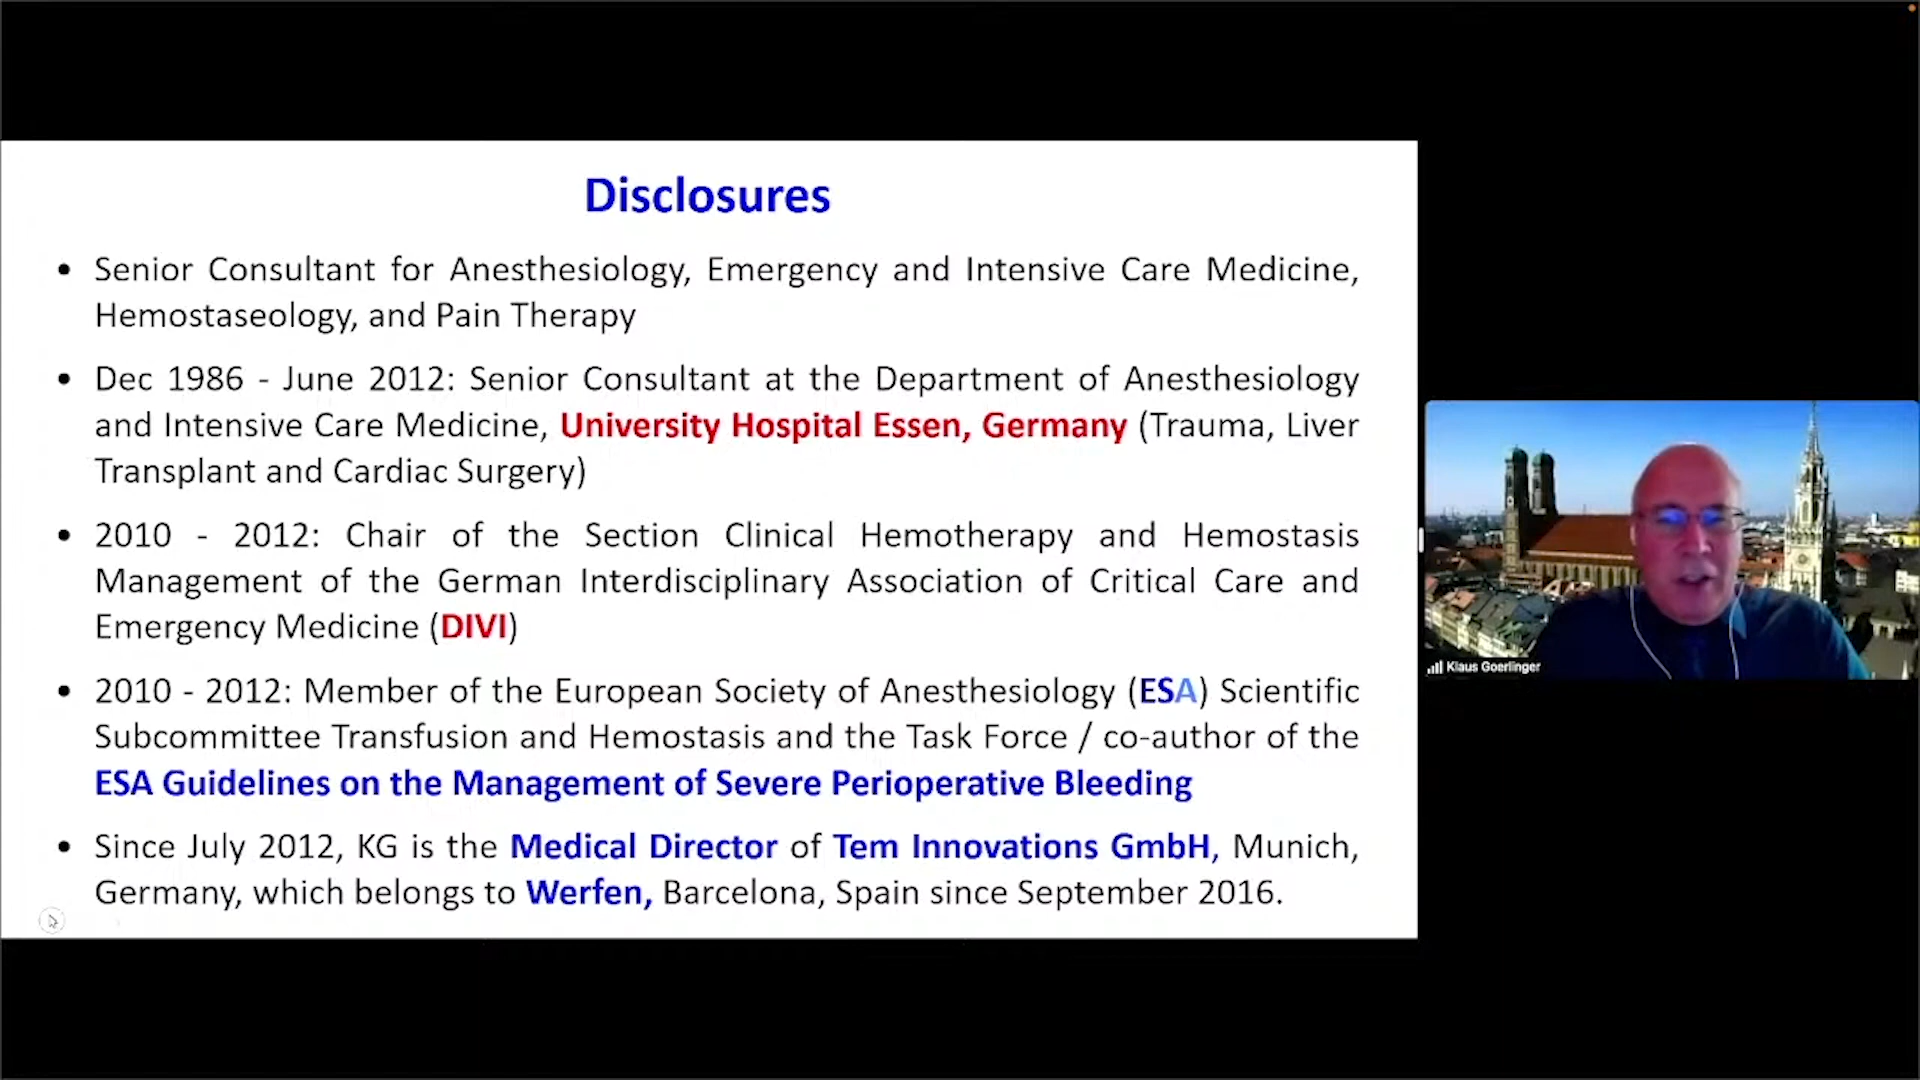 Disclosures
• Senior Consultant for Anesthesiology, Emergency and Intensive Care Medicine,
Hemostaseology, and Pain Therapy
• Dec 1986 - June 2012: Senior Consultant at the Department of Anesthesiology
and Intensive Care Medicine, University Hospital Essen, Germany (Trauma, Liver
Transplant and Cardiac Surgery)
• 2010 - 2012: Chair of the Section Clinical Hemotherapy and Hemostasis
Management of the German Interdisciplinary Association of Critical Care and
Emergency Medicine (DIVI)
• 2010 - 2012: Member of the European Society of Anesthesiology (ESA) Scientific
Subcommittee Transfusion and Hemostasis and the Task Force / co-author of the
ESA Guidelines on the Management of Severe Perioperative Bleeding
• Since July 2012, KG is the Medical Director of Tem Innovations GmbH, Munich,
Germany, which belongs to Werfen, Barcelona, Spain since September 2016.
Klaus Goerlinger